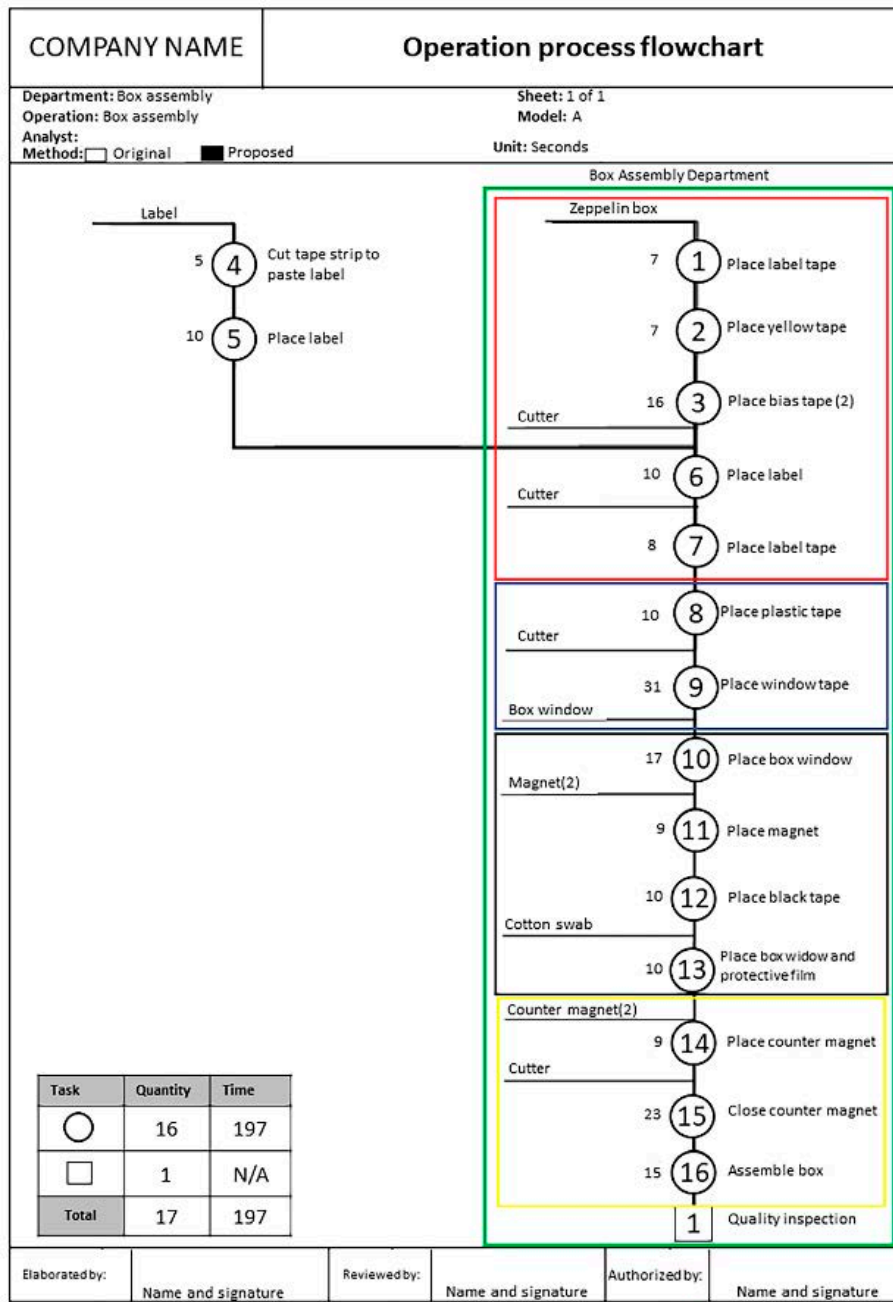 COMPANY NAME
Operation process flowchart
Department: Box assembly
Operation: Box assembly
Analyst:
Method: Original Proposed
Sheet: 1 of 1
Model: A
Unit: Seconds
Box Assembly Department
Label
5 4 Cut tape strip to
paste label
10 5 Place label
Zeppelin box
7 1 Place label tape
7 2 Place yellow tape
16 3 Place bias tape (2)
Cutter
10 6 Place label
Cutter
8 7 Place label tape
10 8 Place plastic tape
Cutter
31 9 Place window tape
Box window
17 10 Place box window
Magnet(2)
9 11 Place magnet
10 12 Place black tape
Cotton swab
10 13 Place box widow and
protective film
Counter magnet(2)
9 14 Place counter magnet
Cutter
23 15 Close counter magnet
15 16 Assemble box
1 Quality inspection
Task Quantity Time
16 197
1 N/A
Total 17 197
Elaborated by: Name and signature
Reviewed by: Name and signature
Authorized by: Name and signature